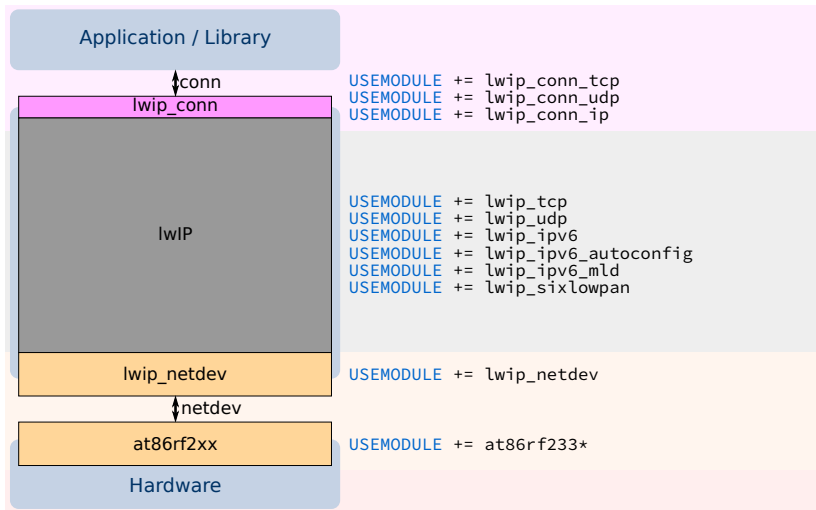 Application / Library
conn
lwip_conn
USEMODULE += lwip_conn_tcp
USEMODULE += lwip_conn_udp
USEMODULE += lwip_conn_ip
lwIP
USEMODULE += lwip_tcp
USEMODULE += lwip_udp
USEMODULE += lwip_ipv6
USEMODULE += lwip_ipv6_autoconfig
USEMODULE += lwip_ipv6_mld
USEMODULE += lwip_sixlowpan
lwip_netdev
USEMODULE += lwip_netdev
netdev
at86rf2xx
USEMODULE += at86rf233*
Hardware